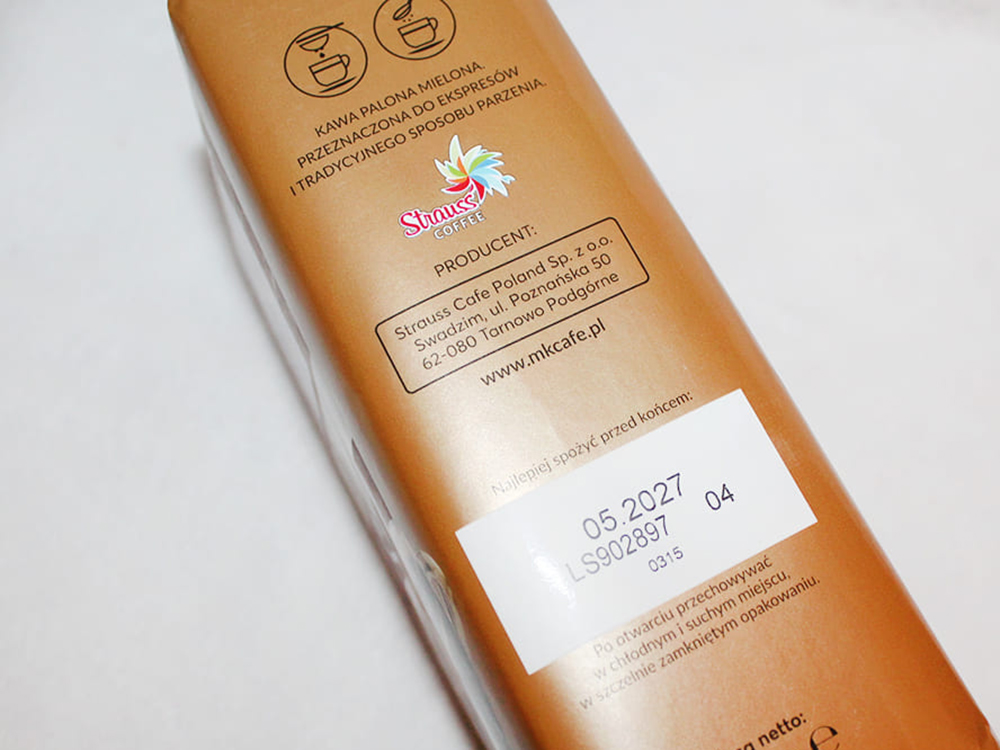 KAWA PALONA MIELONA,
PRZEZNACZONA DO EKSPRESÓW
I TRADYCYJNEGO SPOSOBU PARZENIA.
Strauss
COFFEE
PRODUCENT:
Strauss Cafe Poland Sp. z o.o.
Swadzim, ul. Poznańska 50
62-080 Tarnowo Podgórne
www.mkcafe.pl
Najlepiej spożyć przed końcem:
05.2027
LS902897 04
0315
Po otwarciu przechowywać
w chłodnym i suchym miejscu,
w szczelnie zamkniętym opakowaniu.
netto:
e